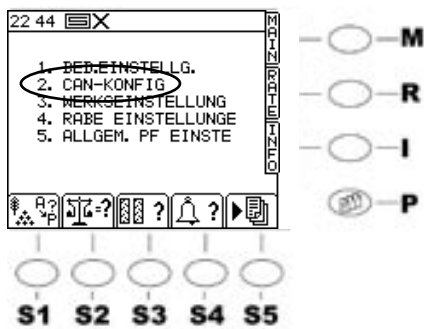 22 44
MAIN
1. BED.EINSTELLG.
2. CAN-KONFIG
3. WERKSEINSTELLUNG
4. RABE EINSTELLUNGE
5. ALLGEM. PF EINSTE
RATE
INFO
A ?
P
=?
?
?
M
R
I
P
S1 S2 S3 S4 S5